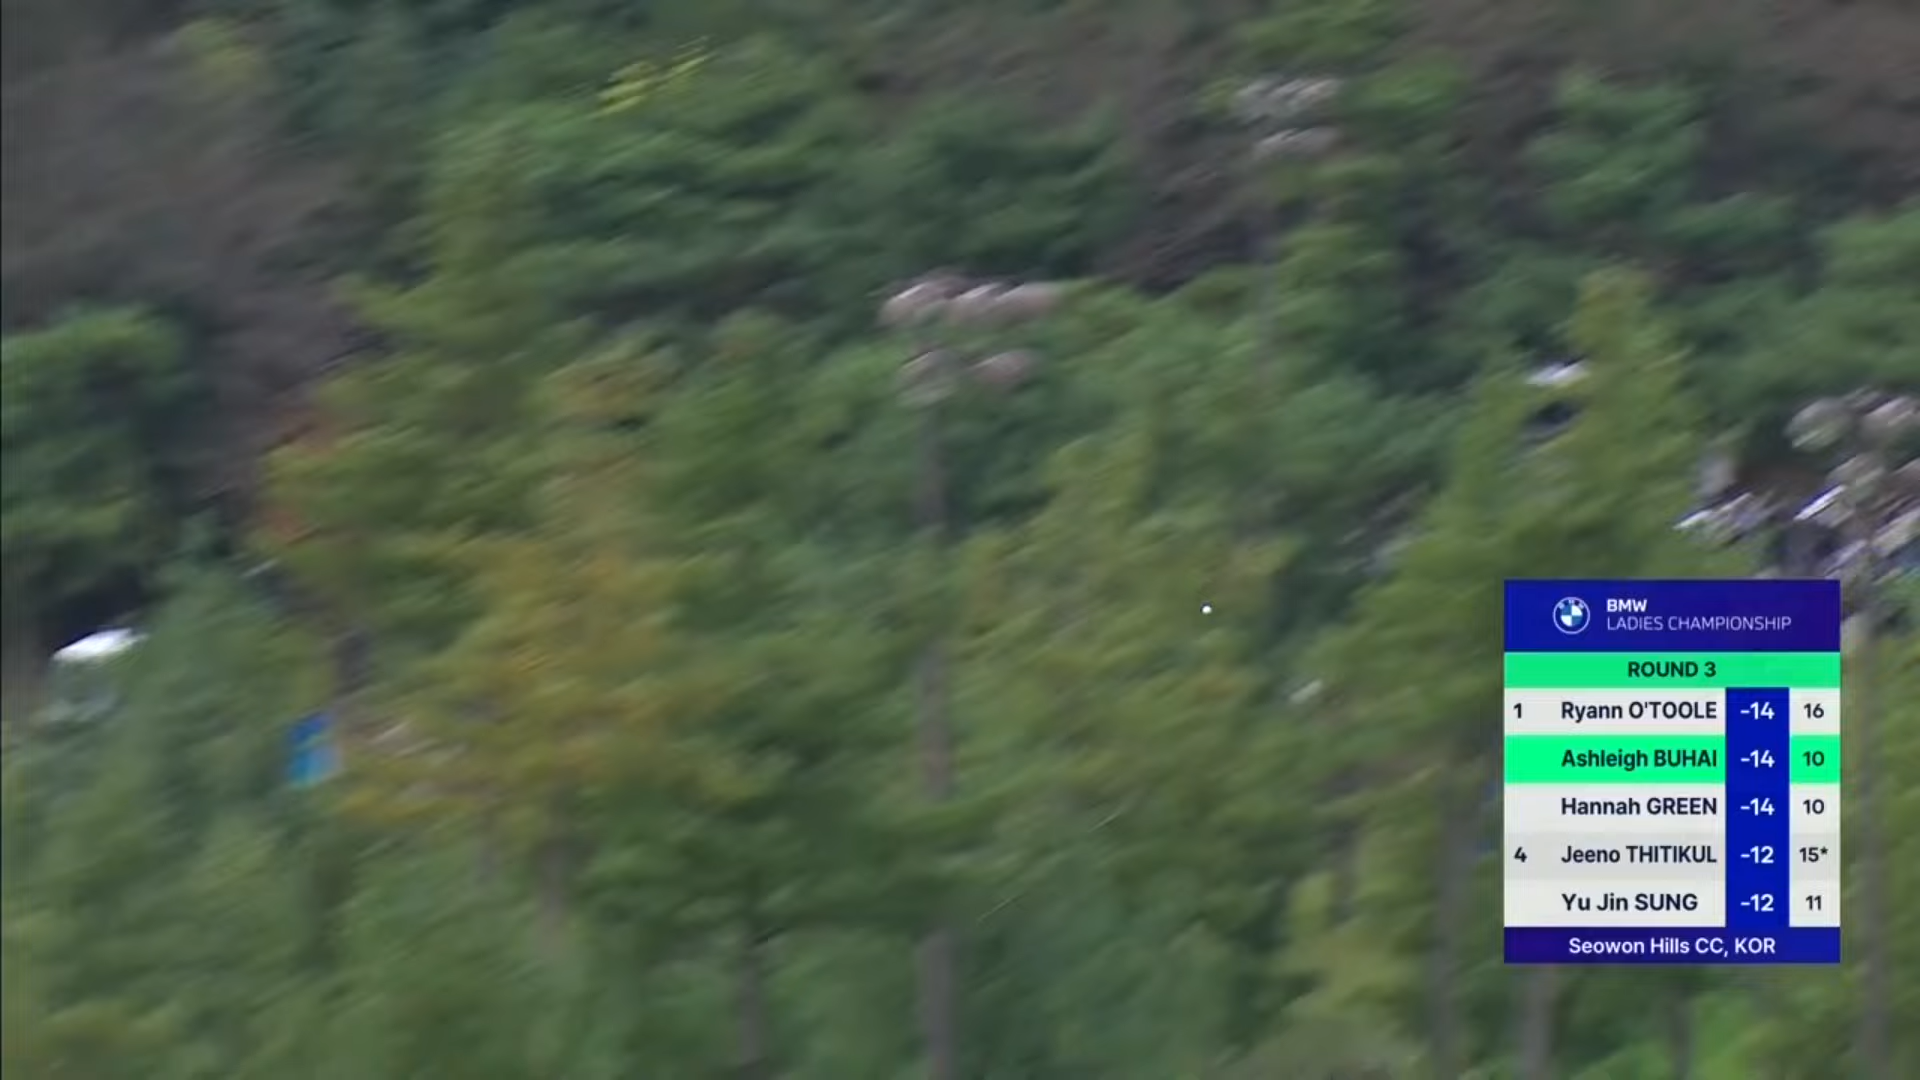 BMW
LADIES CHAMPIONSHIP
ROUND 3
1 Ryann O'TOOLE -14 16
Ashleigh BUHAI -14 10
Hannah GREEN -14 10
4 Jeeno THITIKUL -12 15*
Yu Jin SUNG -12 11
Seowon Hills CC, KOR